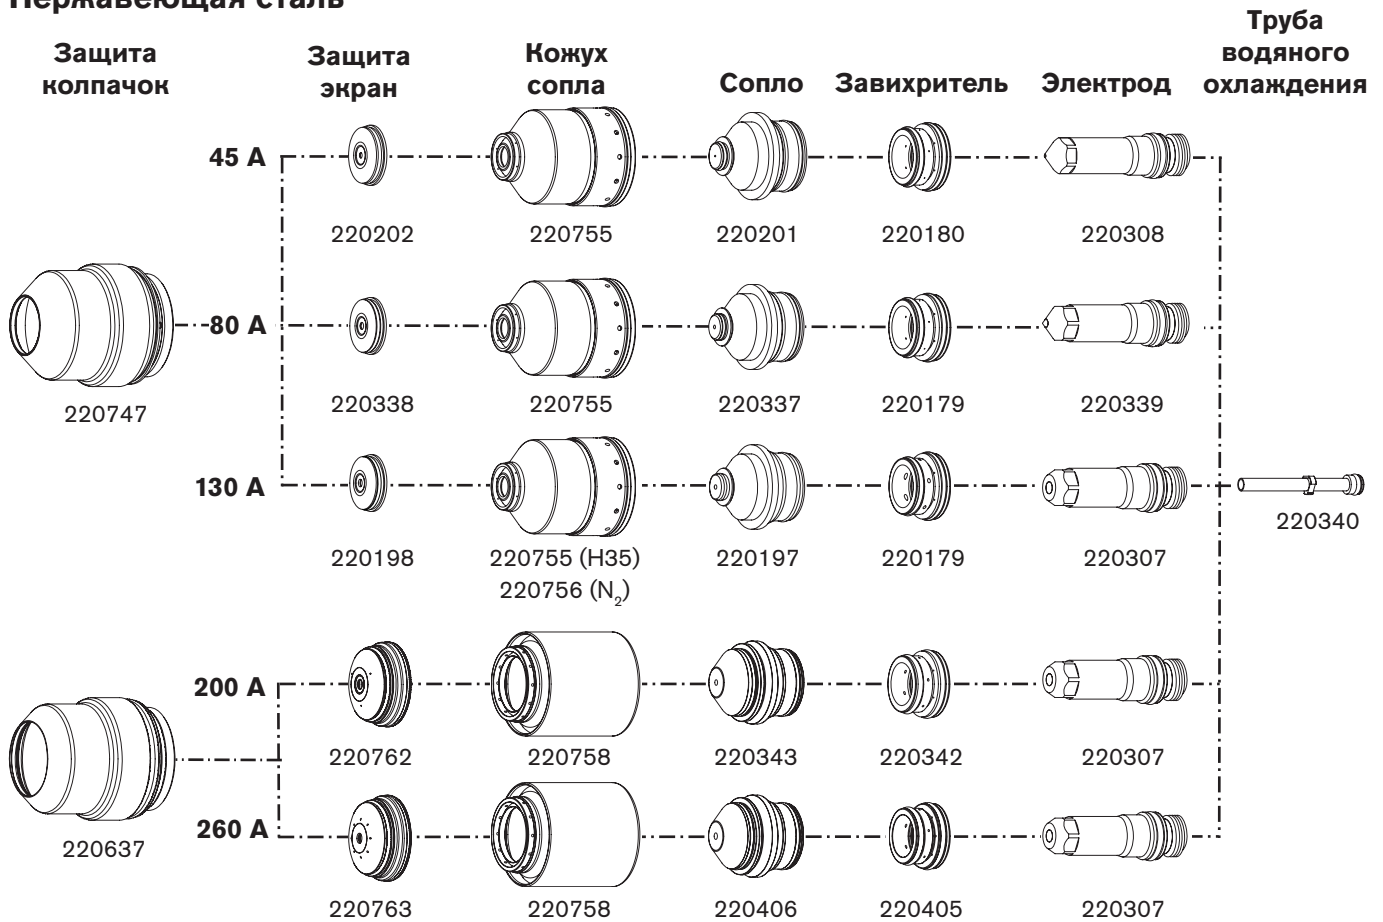 Нержавеющая сталь
Защита колпачок
Защита экран
Кожух сопла
Сопло
Завихритель
Электрод
Труба водяного охлаждения
45 А
220202
220755
220201
220180
220308
220747
80 А
220338
220755
220337
220179
220339
130 А
220198
220755 (H35)
220756 (N₂)
220197
220179
220307
220340
200 А
220762
220758
220343
220342
220307
220637
260 А
220763
220758
220406
220405
220307